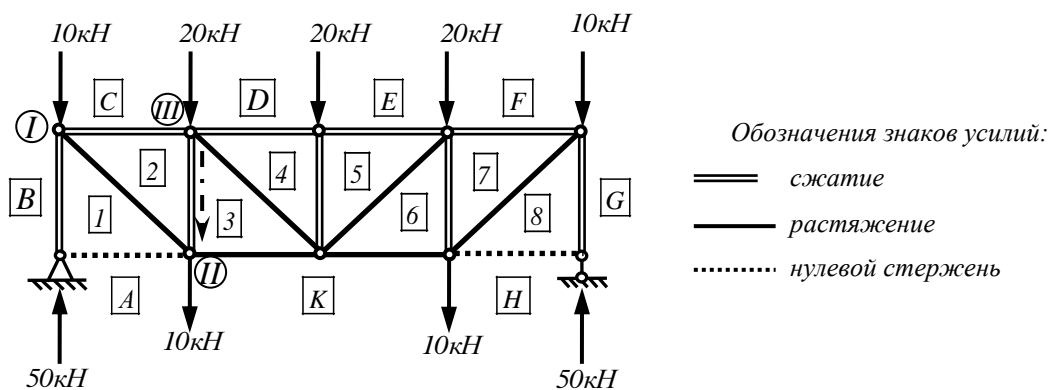 10кН 20кН 20кН 20кН 10кН
C III D E F
I
Обозначения знаков усилий:
B 1 2 3 4 5 6 7 8 G
сжатие
растяжение
нулевой стержень
A II K H
10кН 10кН
50кН 50кН